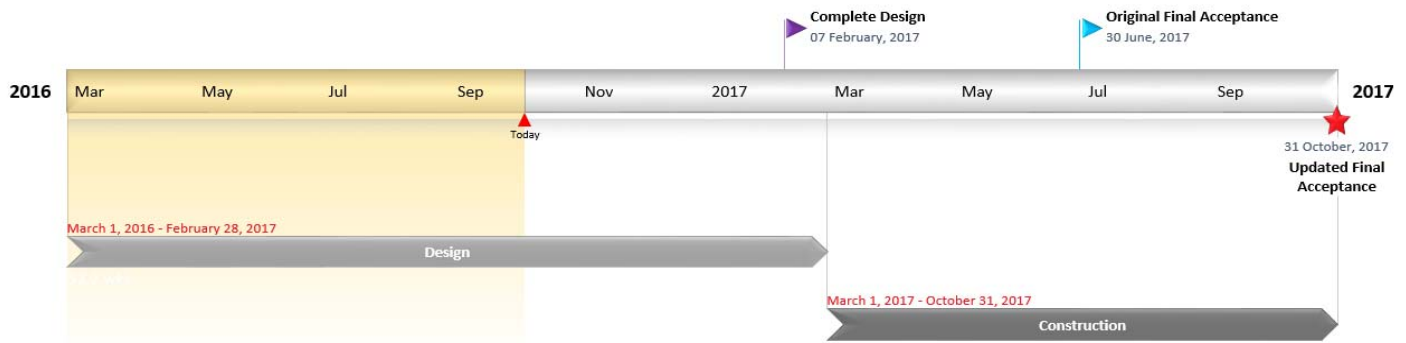 Complete Design
07 February, 2017
Original Final Acceptance
30 June, 2017
2016 Mar May Jul Sep Nov 2017 Mar May Jul Sep 2017
Today
31 October, 2017
Updated Final
Acceptance
March 1, 2016 - February 28, 2017
Design
March 1, 2017 - October 31, 2017
Construction